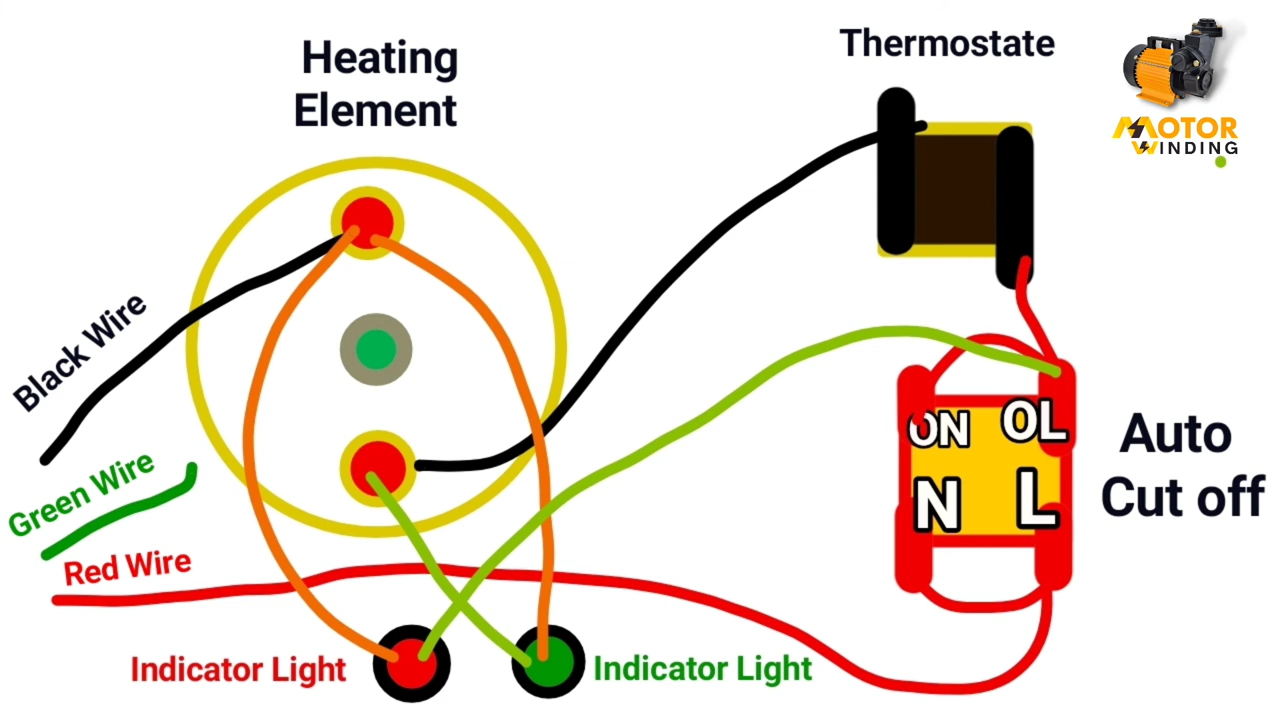 Heating
Element
Thermostate
MOTOR
WINDING
Black Wire
Green Wire
Red Wire
ON OL
N L
Auto
Cut off
Indicator Light
Indicator Light